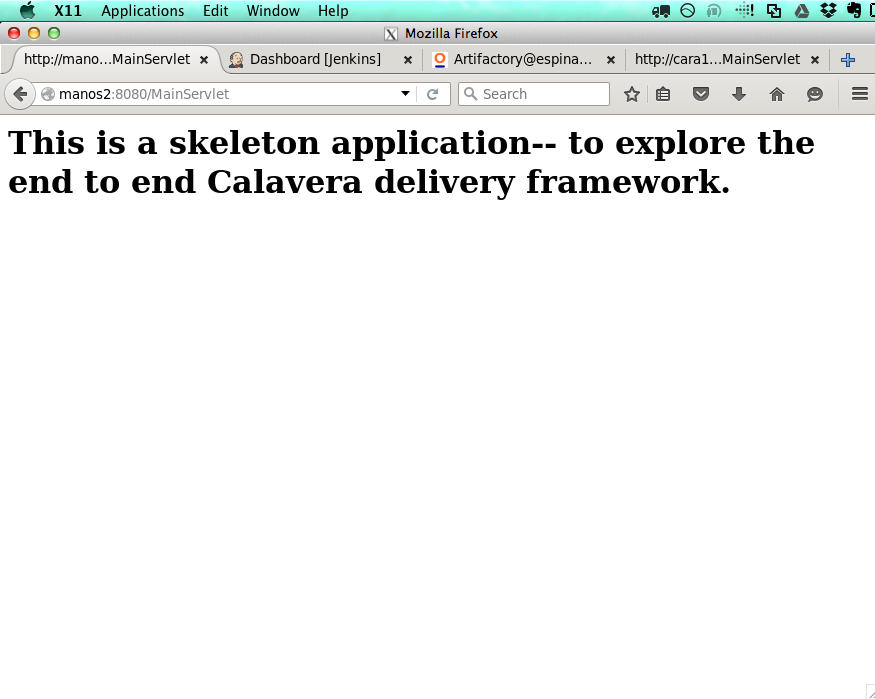 X11 Applications Edit Window Help
Mozilla Firefox
http://mano...MainServlet Dashboard [Jenkins] Artifactory@espina... http://cara1...MainServlet
manos2:8080/MainServlet Search
This is a skeleton application-- to explore the
end to end Calavera delivery framework.